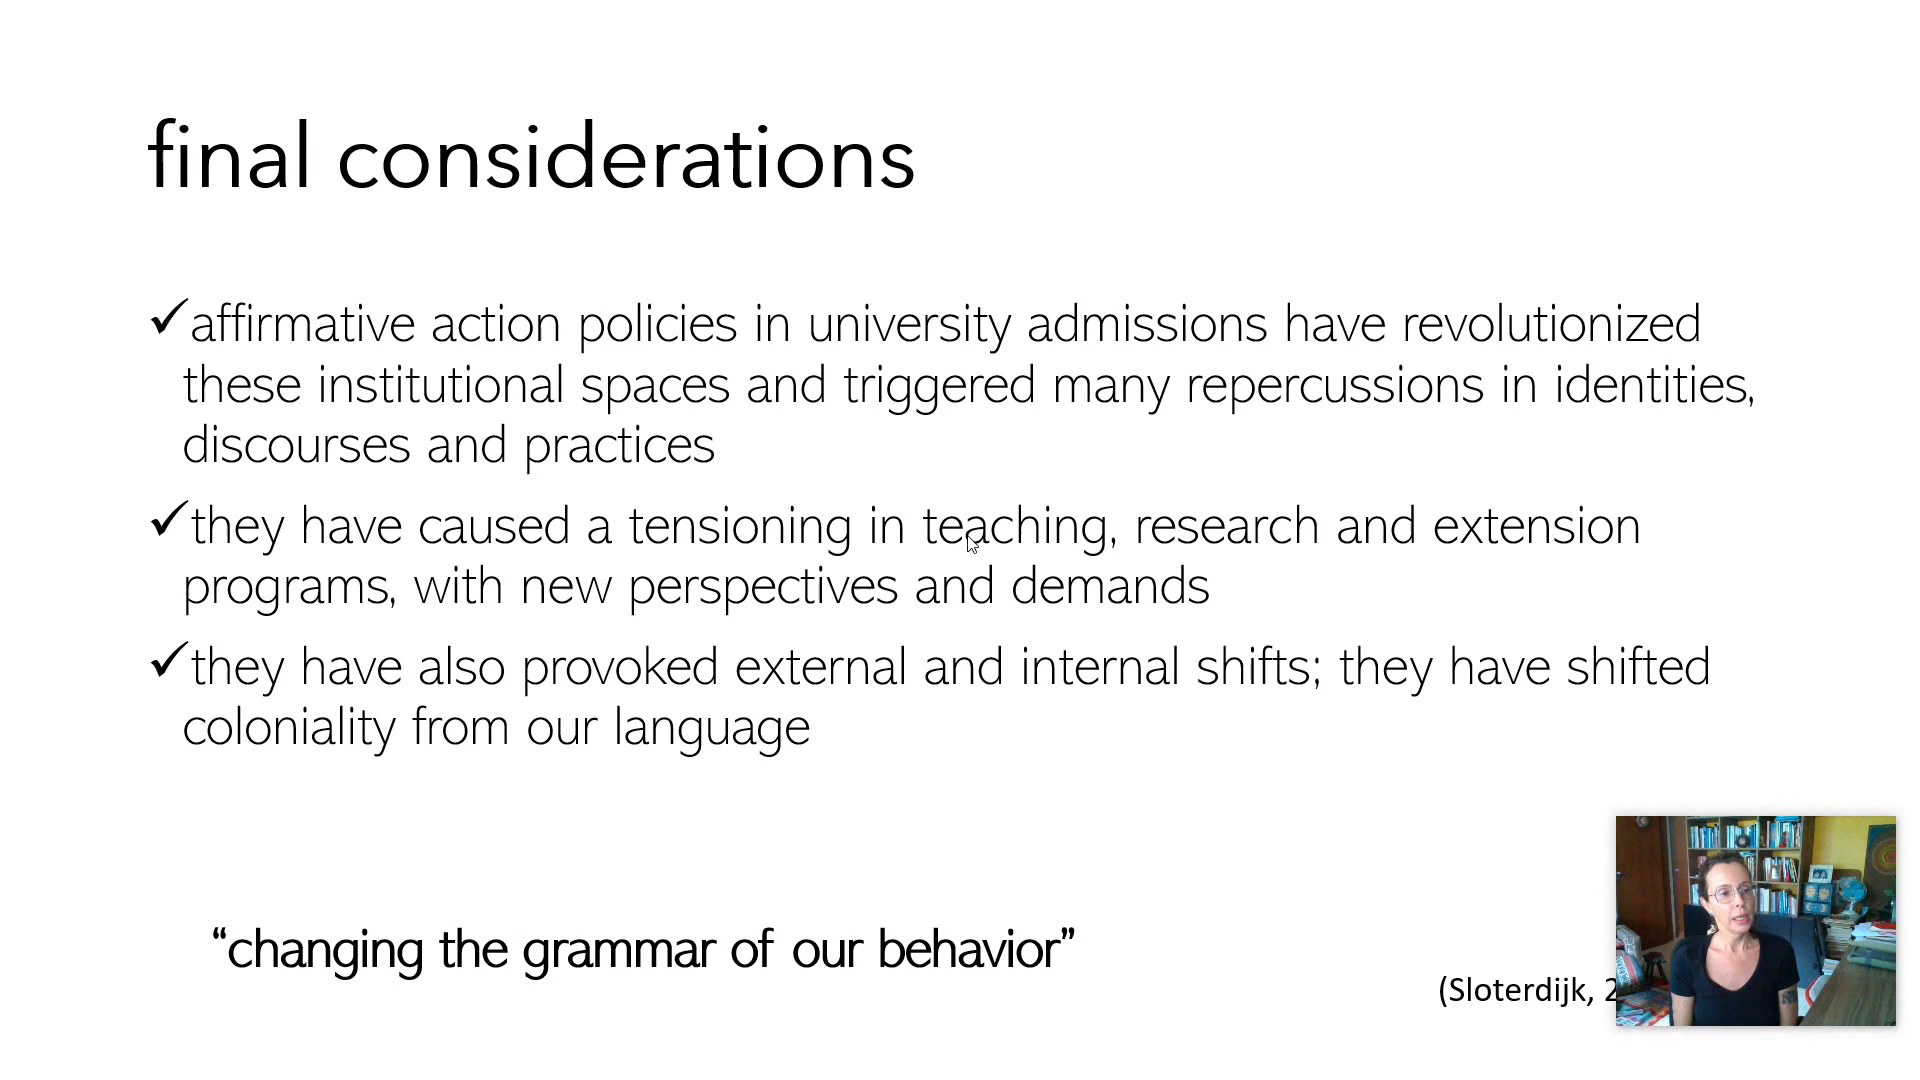 final considerations
✓affirmative action policies in university admissions have revolutionized
these institutional spaces and triggered many repercussions in identities,
discourses and practices
✓they have caused a tensioning in teaching, research and extension
programs, with new perspectives and demands
✓they have also provoked external and internal shifts; they have shifted
coloniality from our language
“changing the grammar of our behavior”
(Sloterdijk,